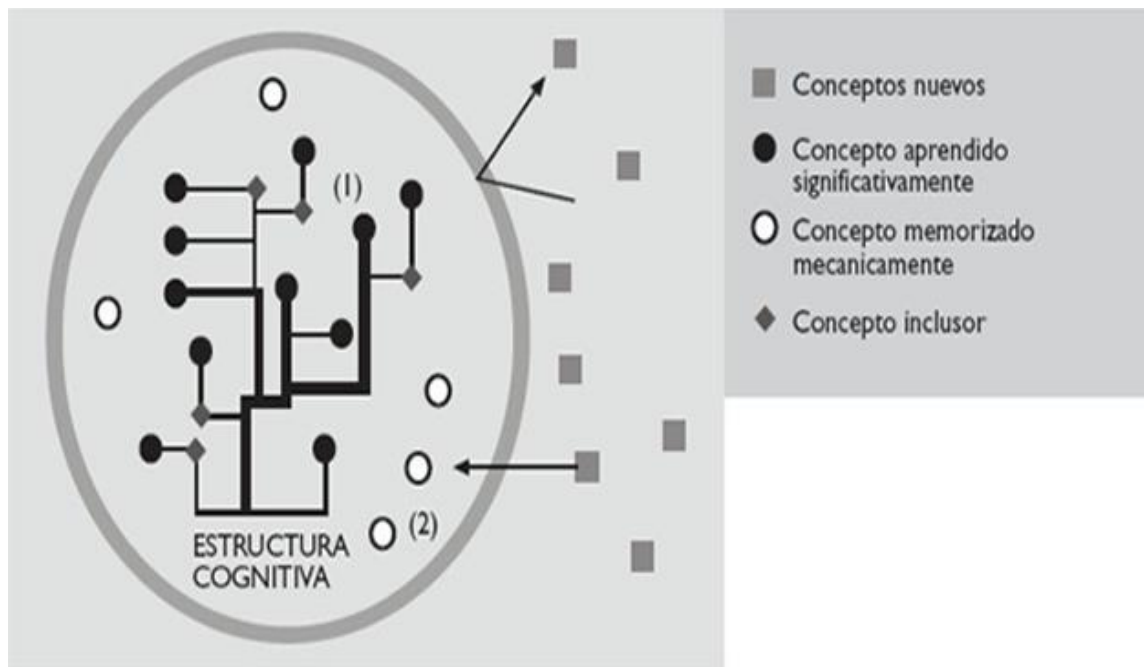 (1)
(2)
ESTRUCTURA
COGNITIVA
Conceptos nuevos
Concepto aprendido
significativamente
Concepto memorizado
mecanicamente
Concepto inclusor